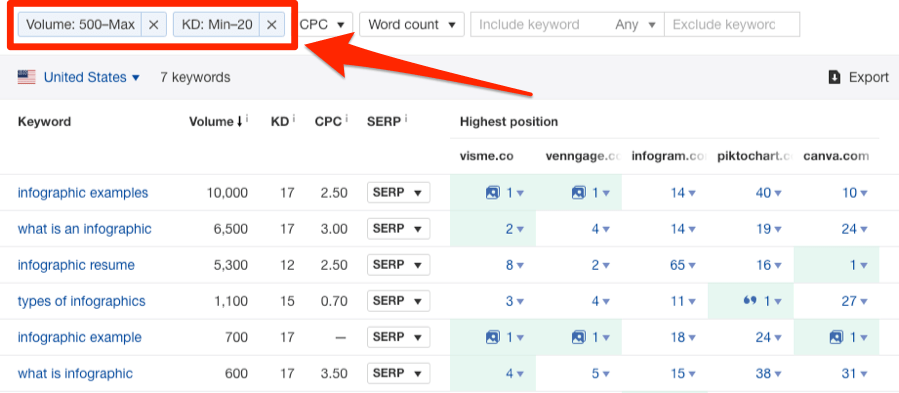 Volume: 500–Max × KD: Min–20 × CPC ▼ Word count ▼ Include keyword Any ▼ Exclude keyword
United States ▼ 7 keywords Export
Keyword Volume ↓ i KD i CPC i SERP i Highest position
visme.co venngage.co infogram.co piktochart.c canva.com
infographic examples 10,000 17 2.50 SERP ▼ 1 ▼ 1 ▼ 14 ▼ 40 ▼ 10 ▼
what is an infographic 6,500 17 3.00 SERP ▼ 2 ▼ 4 ▼ 14 ▼ 19 ▼ 24 ▼
infographic resume 5,300 12 2.50 SERP ▼ 8 ▼ 2 ▼ 65 ▼ 16 ▼ 1 ▼
types of infographics 1,100 15 0.70 SERP ▼ 3 ▼ 4 ▼ 11 ▼ 1 ▼ 27 ▼
infographic example 700 17 — SERP ▼ 1 ▼ 1 ▼ 18 ▼ 24 ▼ 1 ▼
what is infographic 600 17 3.50 SERP ▼ 4 ▼ 5 ▼ 15 ▼ 38 ▼ 31 ▼